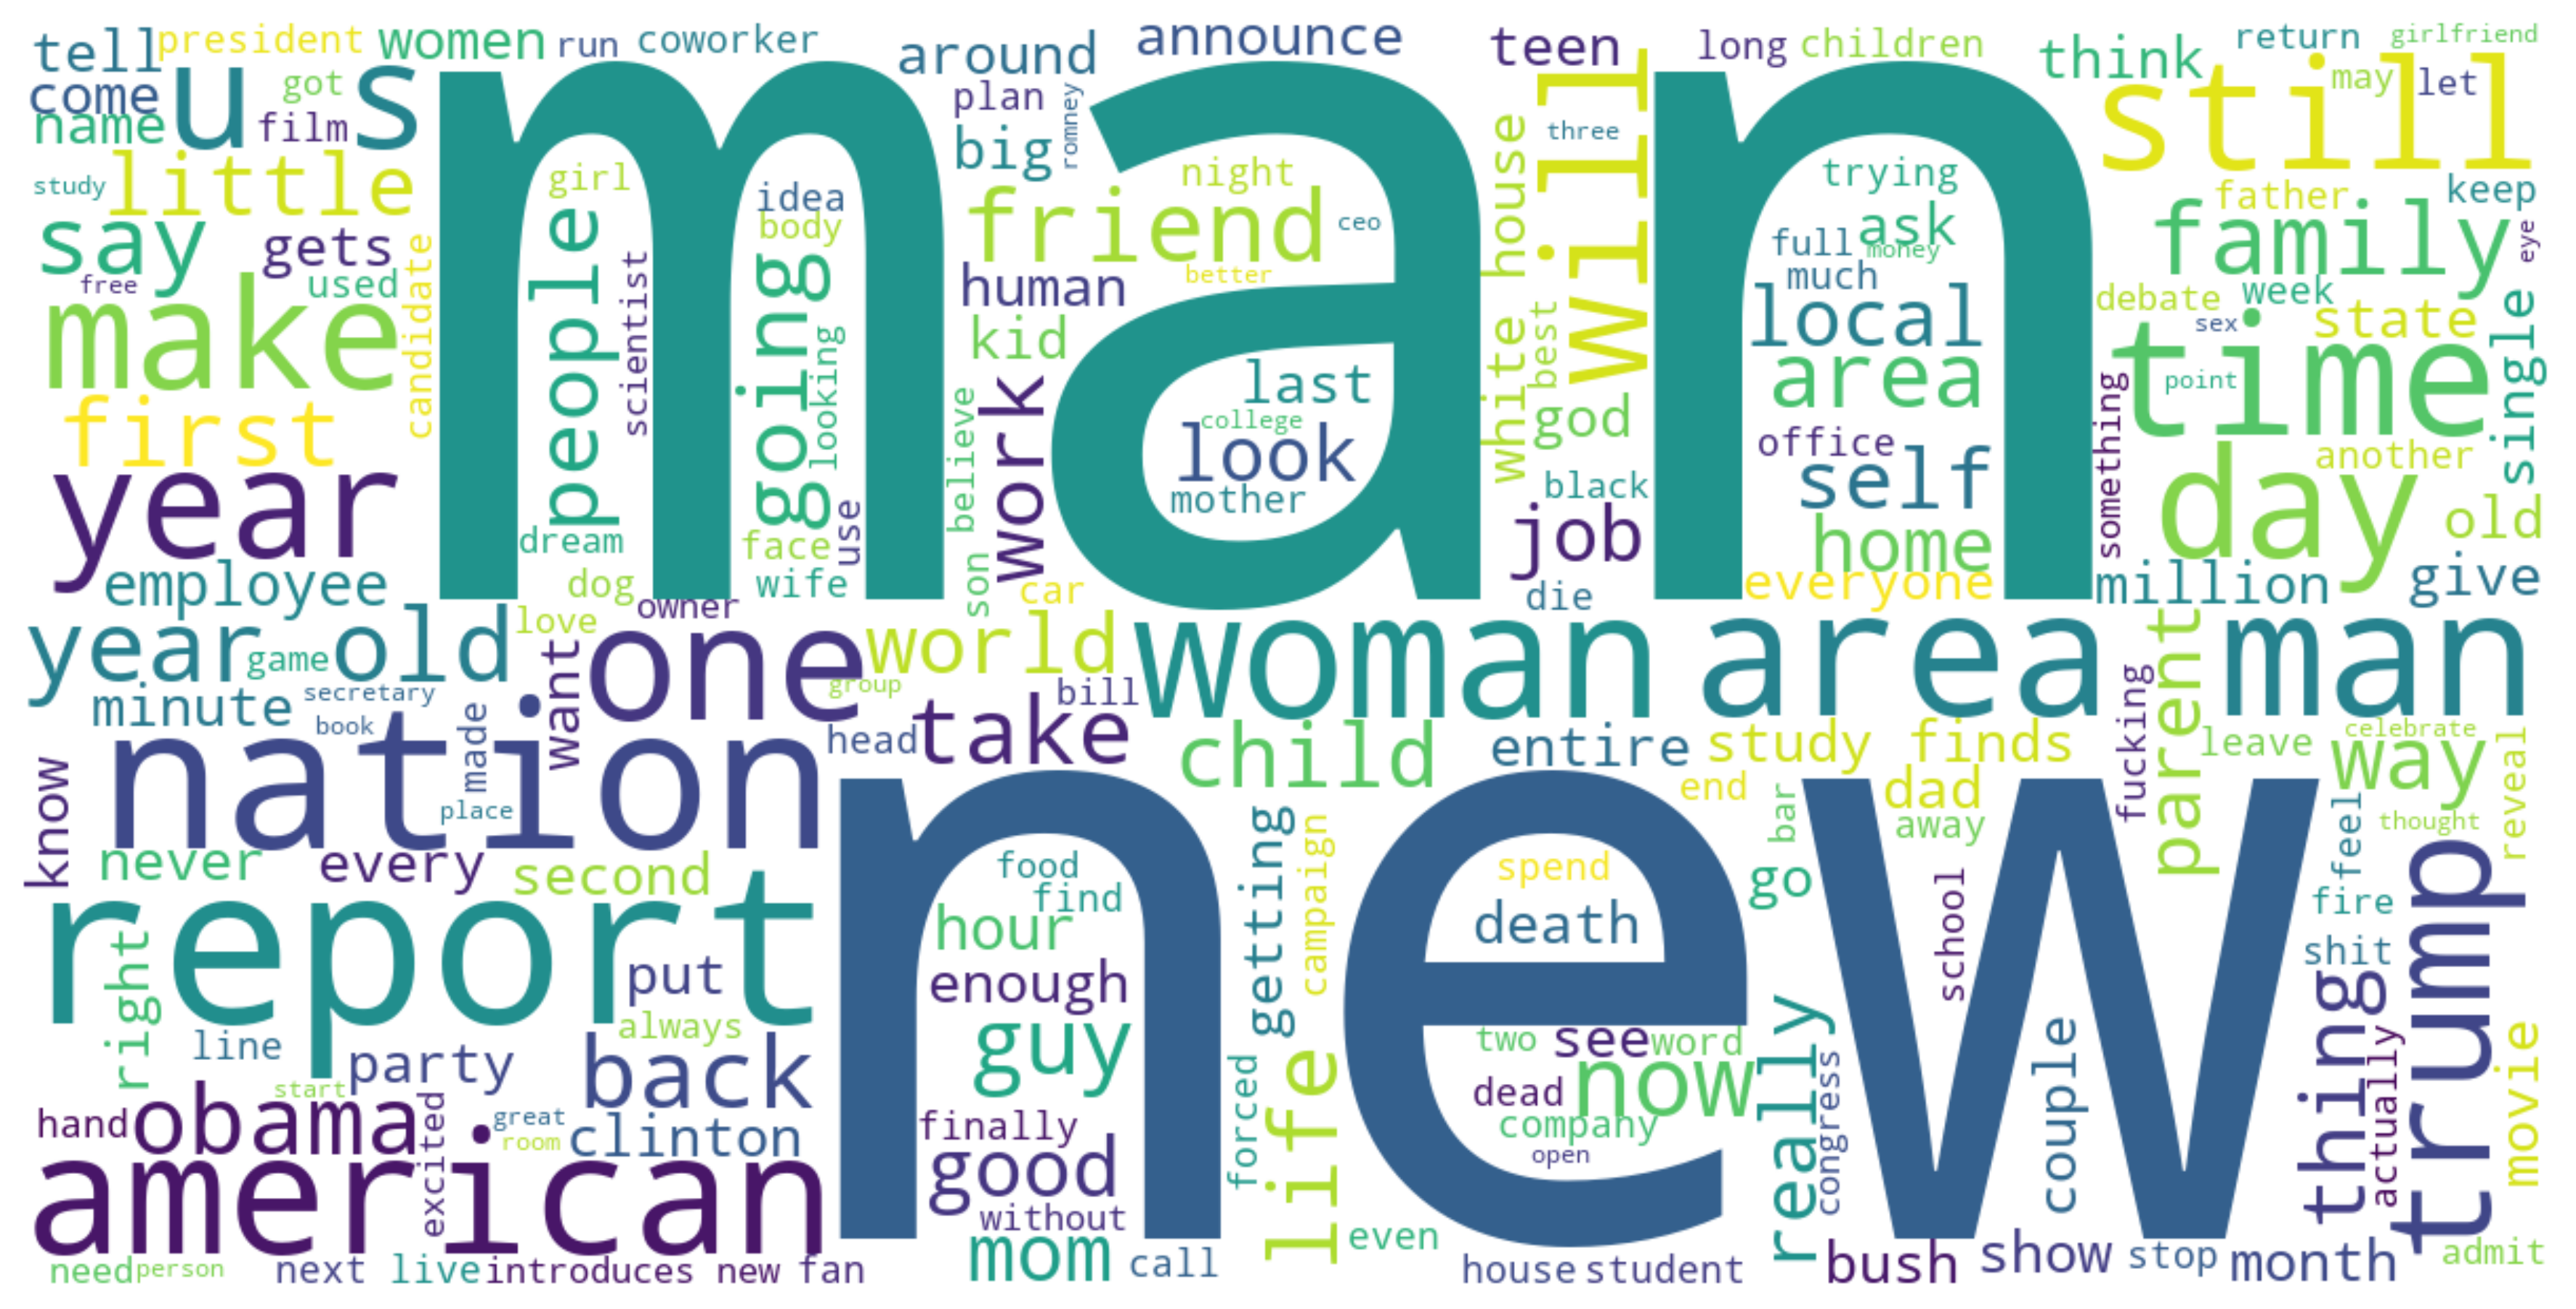 tell
president
women
run
coworker
around
announce
teen
long
children
think
return
girlfriend
come
got
us
plan
may
let
name
film
big
romney
three
will
still
study
little
girl
idea
night
trying
father
keep
say
gets
people
body
friend
ceo
white house
ask
family
eye
free
used
candidate
scientist
going
human
better
full
money
much
debate
week
make
looking
kid
best
local
sex
state
single
man
last
area
time
point
first
believe
work
college
god
look
office
something
another
year
mother
black
self
day
old
dream
face
use
job
home
employee
dog
wife
son
car
die
everyone
million
give
owner
year old
love
game
one
world
woman
area man
parent
minute
secretary
want
group
bill
fucking
book
made
take
nation
head
child
entire
study finds
leave
celebrate
way
know
place
end
dad
reveal
bar
away
feel
thought
never
every
second
food
find
getting
campaign
spend
go
school
fire
report
hour
death
trump
shit
right
put
enough
new
line
always
guy
two
see
word
really
couple
thing
party
back
forced
life
now
congress
actually
movie
start
dead
hand
obama
excited
great
room
clinton
finally
company
good
open
american
without
mom
call
even
need
person
next
live
introduces new
fan
house
student
bush
show
stop
month
admit